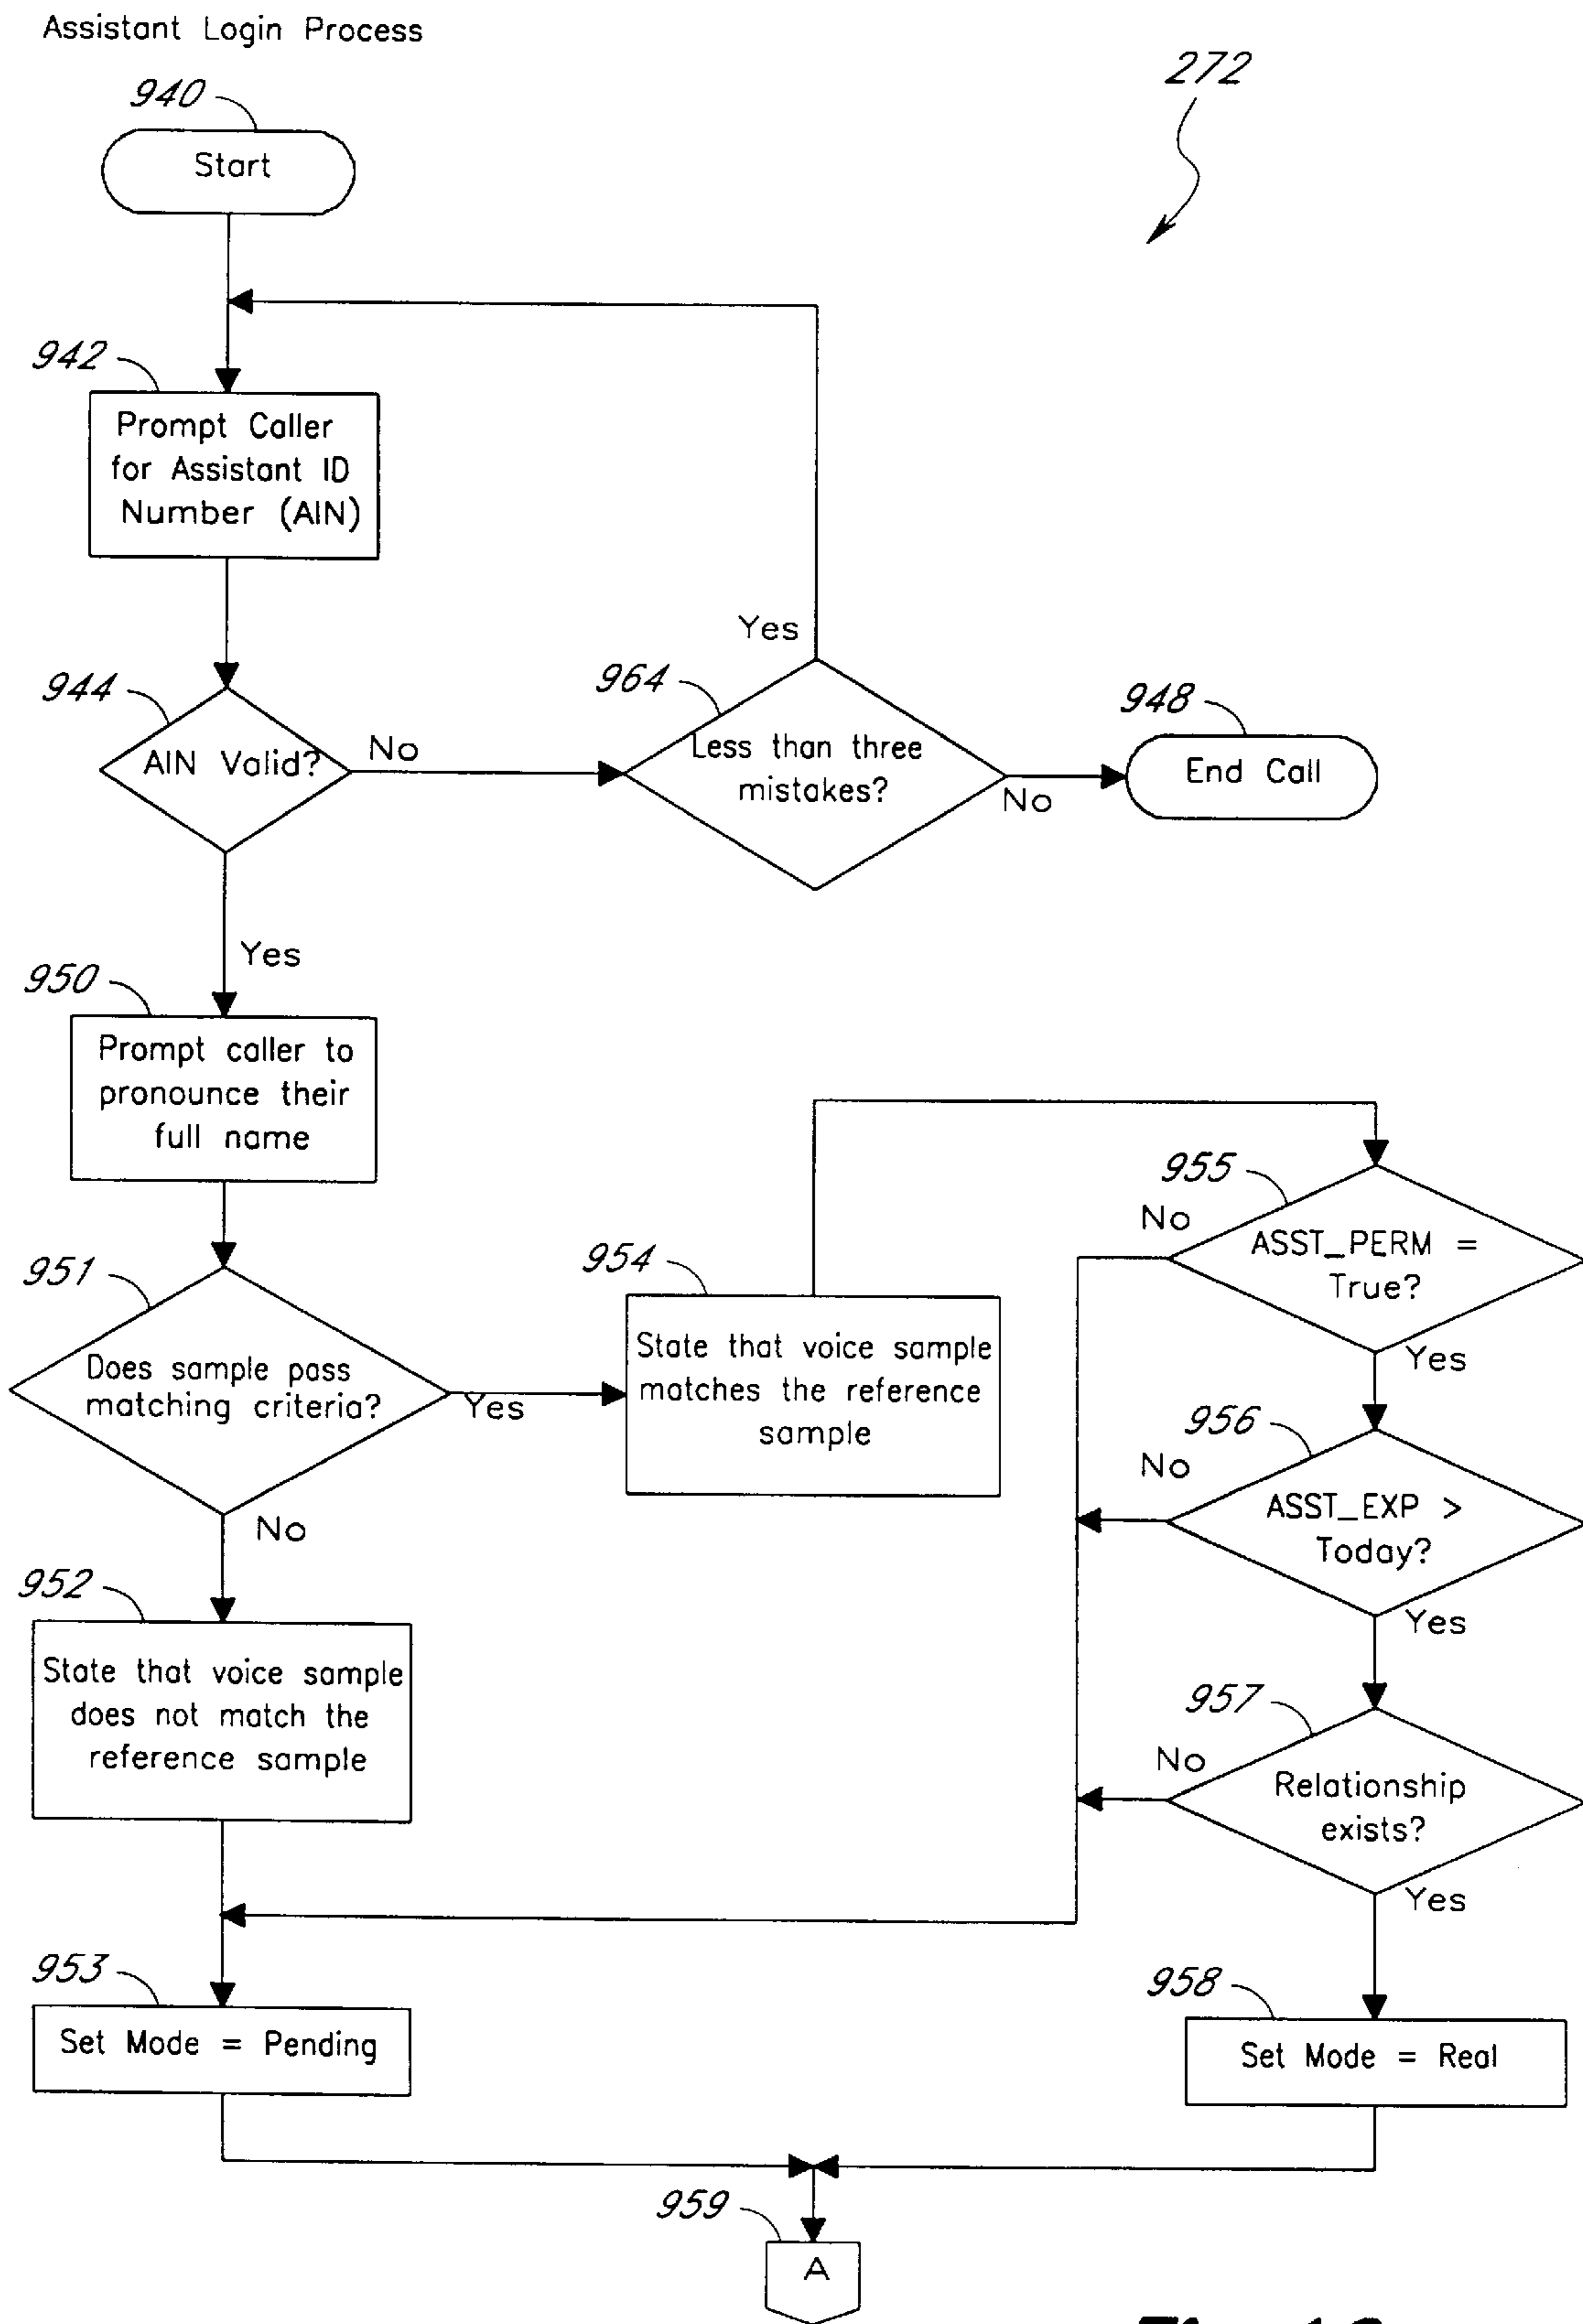 Assistant Login Process
272
940
Start
942
Prompt Caller
for Assistant ID
Number (AIN)
Yes
944
AIN Valid?
No
964
Less than three
mistakes?
No
948
End Call
Yes
950
Prompt caller to
pronounce their
full name
951
Does sample pass
matching criteria?
Yes
954
State that voice sample
matches the reference
sample
955
No
ASST_PERM =
True?
Yes
956
No
ASST_EXP >
Today?
Yes
No
952
State that voice sample
does not match the
reference sample
957
No
Relationship
exists?
Yes
953
Set Mode = Pending
958
Set Mode = Real
959
A